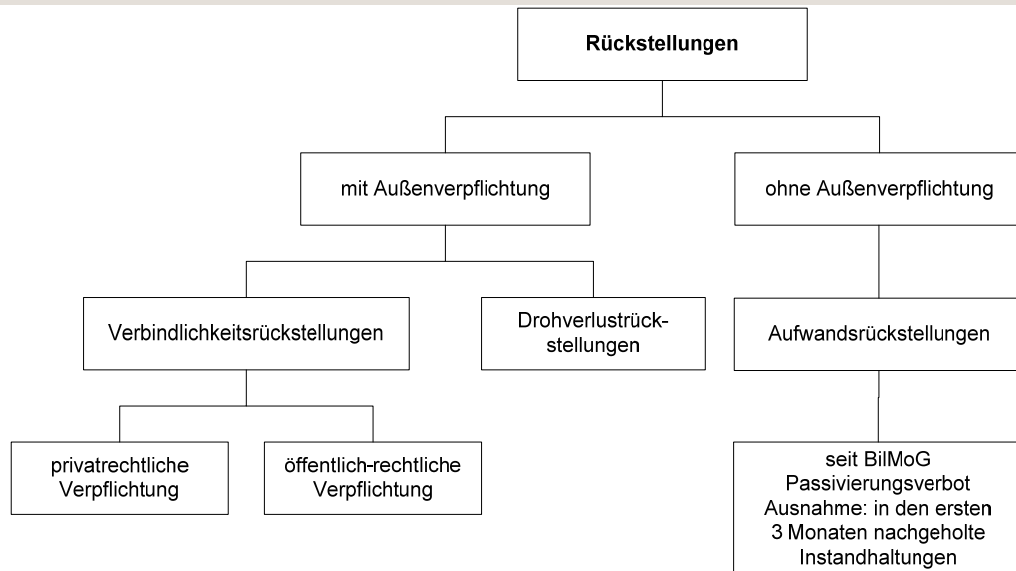 Rückstellungen
mit Außenverpflichtung
ohne Außenverpflichtung
Verbindlichkeitsrückstellungen
Drohverlustrück-
stellungen
Aufwandsrückstellungen
privatrechtliche
Verpflichtung
öffentlich-rechtliche
Verpflichtung
seit BilMoG
Passivierungsverbot
Ausnahme: in den ersten
3 Monaten nachgeholte
Instandhaltungen